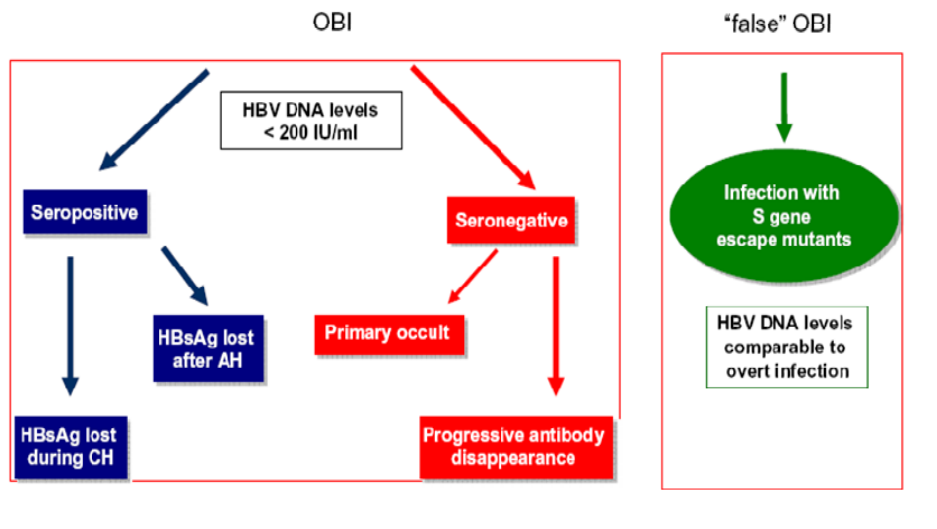 OBI
"false" OBI
HBV DNA levels
< 200 IU/ml
Seropositive
Seronegative
Infection with
S gene
escape mutants
HBsAg lost
after AH
Primary occult
HBV DNA levels
comparable to
overt infection
HBsAg lost
during CH
Progressive antibody
disappearance